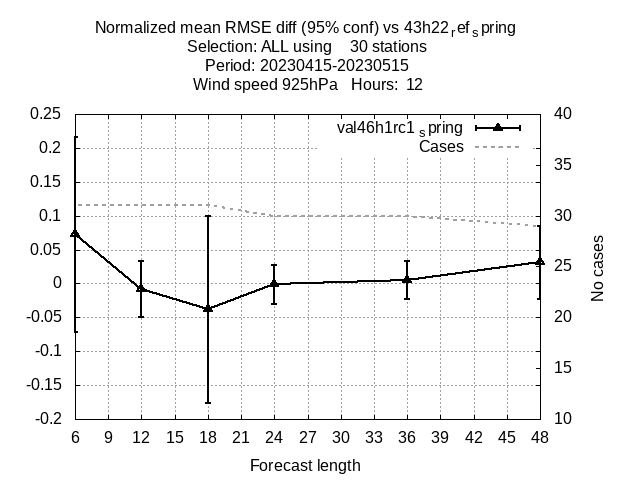 Normalized mean RMSE diff (95% conf) vs 43h22refspring
Selection: ALL using 30 stations
Period: 20230415-20230515
Wind speed 925hPa Hours: 12
val46h1rc1spring
Cases
0.25
0.2
0.15
0.1
0.05
0
-0.05
-0.1
-0.15
-0.2
40
35
30
25
20
15
10
No cases
6 9 12 15 18 21 24 27 30 33 36 39 42 45 48
Forecast length